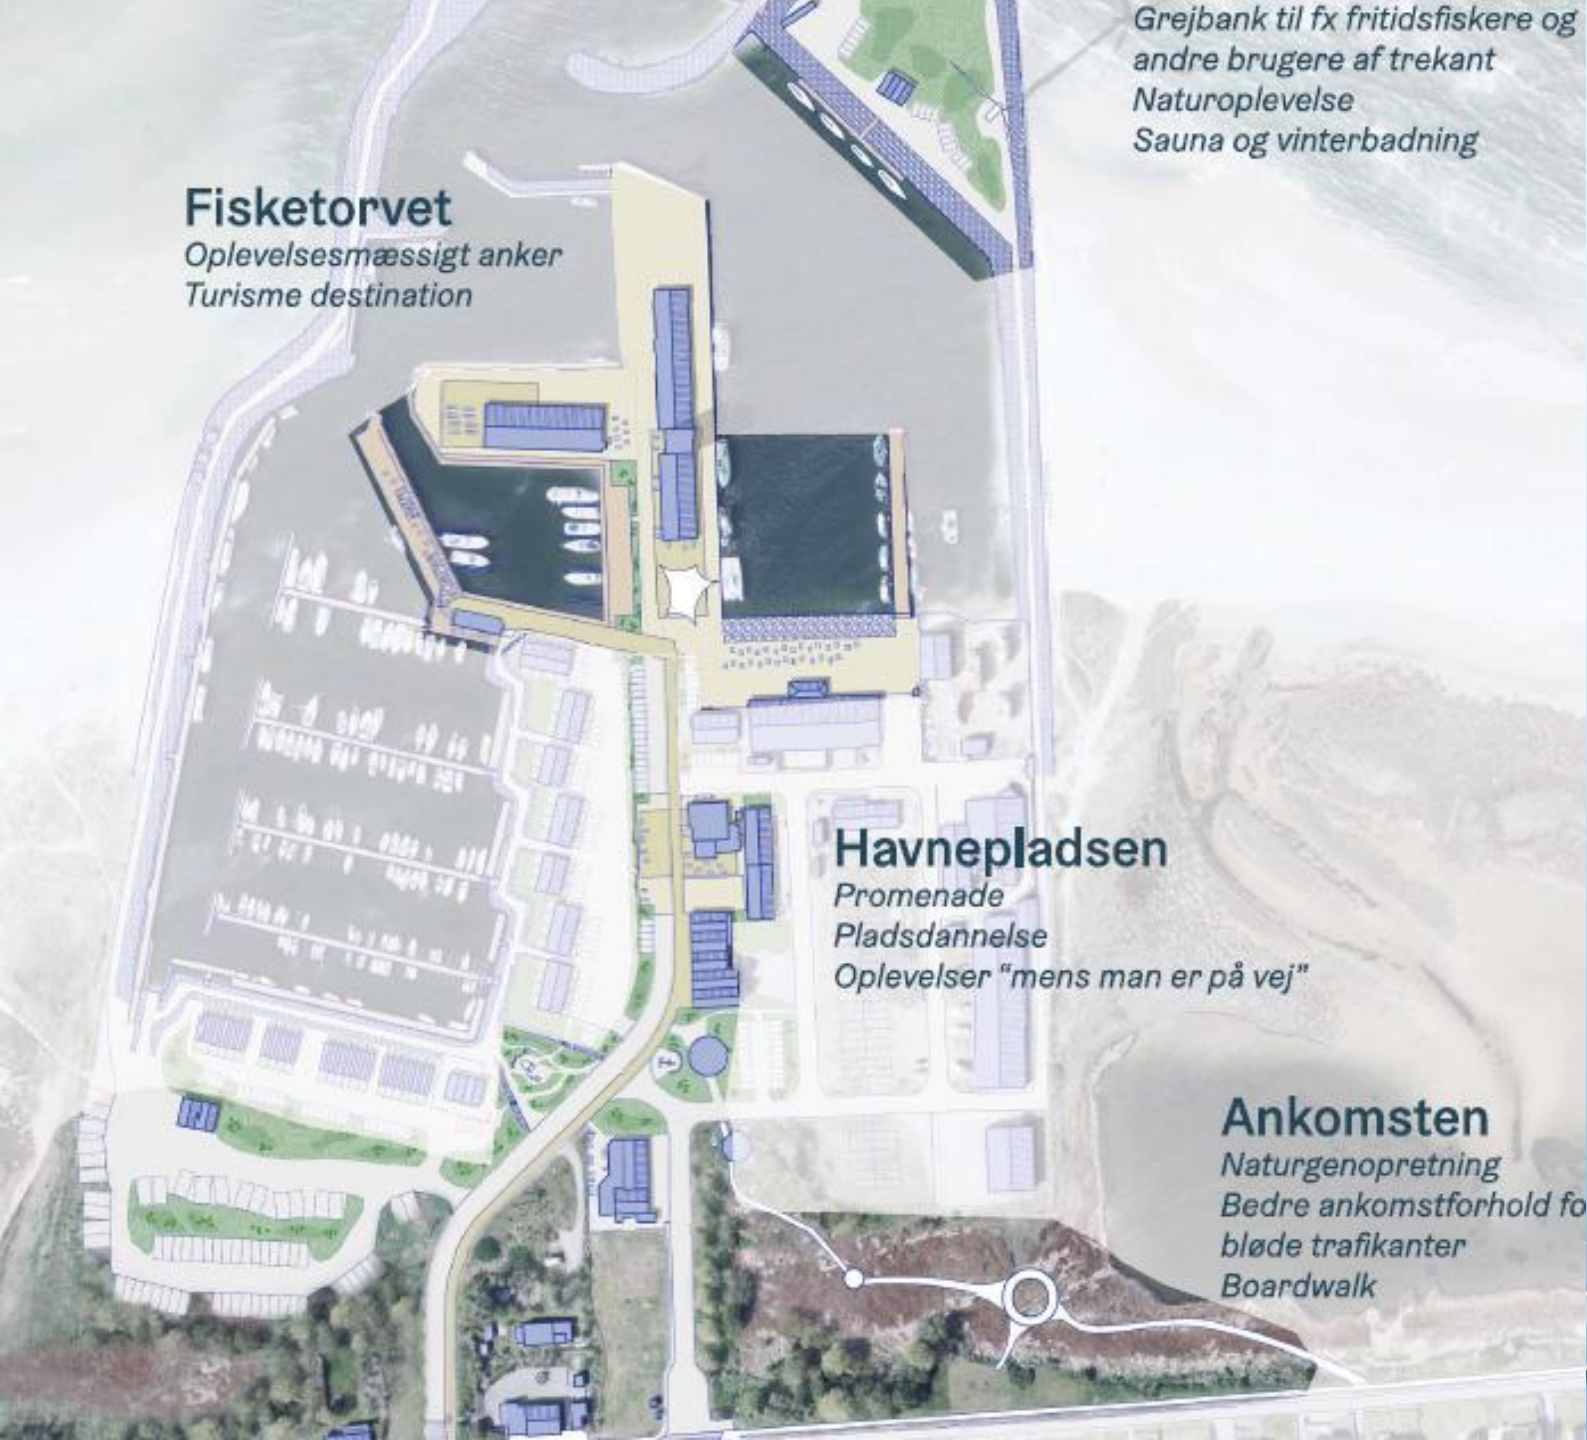 Grejbank til fx fritidsfiskere og
andre brugere af trekant
Naturoplevelse
Sauna og vinterbadning
Fisketorvet
Oplevelsesmæssigt anker
Turisme destination
Havnepladsen
Promenade
Pladsdannelse
Oplevelser “mens man er på vej”
Ankomsten
Naturgenopretning
Bedre ankomstforhold fo
bløde trafikanter
Boardwalk